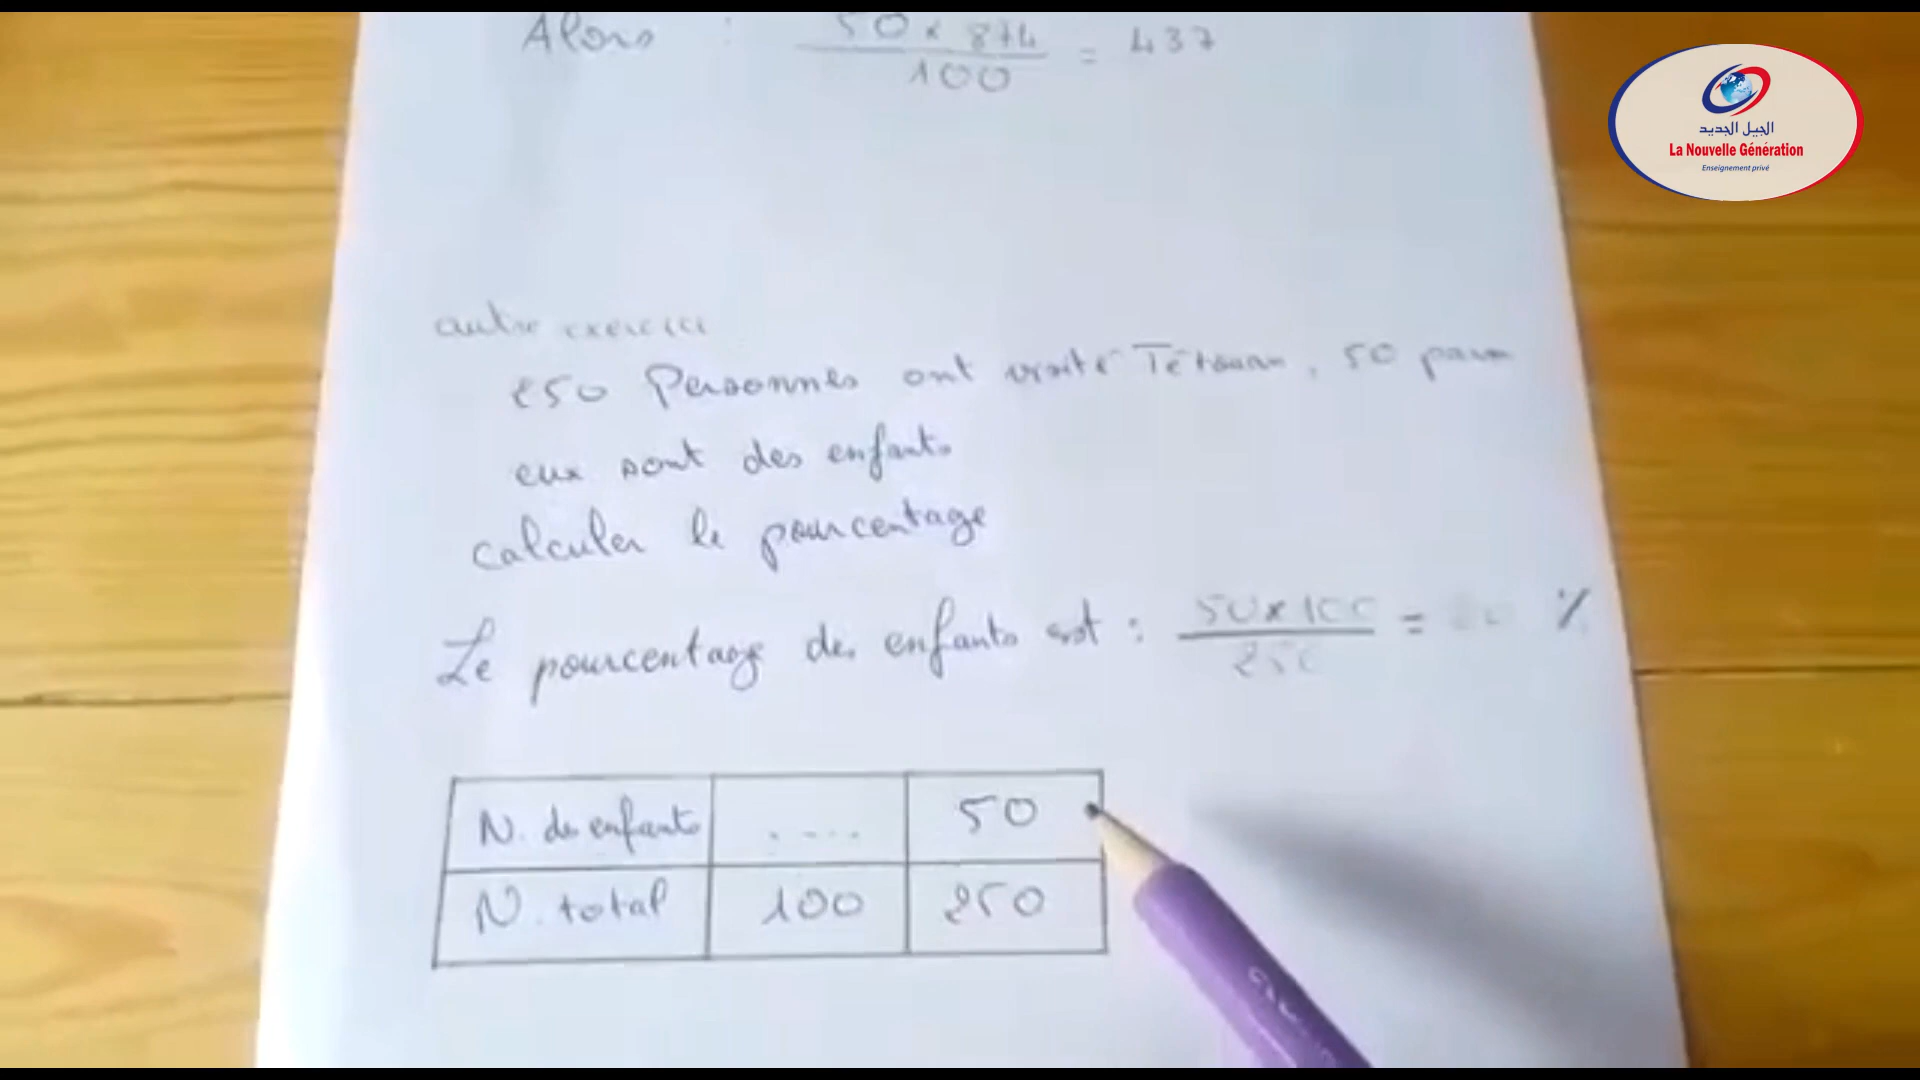 Alors : 50 x 874 / 100 = 437
الجيل الجديد
La Nouvelle Génération
Enseignement privé
autre exercice
250 Personnes ont visité Tétouan, 50 parm
eux sont des enfants
calculer le pourcentage
Le pourcentage des enfants est : 50 x 100 / 250 = %
N. des enfants .... 50
N. total 100 250